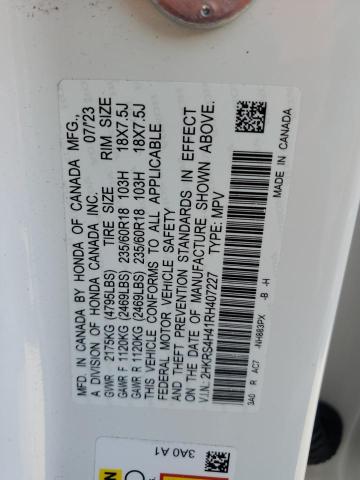 MFD. IN CANADA BY HONDA OF CANADA MFG.,
A DIVISION OF HONDA CANADA INC. 07/'23
TIRE SIZE RIM SIZE
GVWR 2175KG (4795LBS)
GAWR F 1120KG (2469LBS) 235/60R18 103H 18X7.5J
GAWR R 1120KG (2469LBS) 235/60R18 103H 18X7.5J
THIS VEHICLE CONFORMS TO ALL APPLICABLE
FEDERAL MOTOR VEHICLE SAFETY
AND THEFT PREVENTION STANDARDS IN EFFECT
ON THE DATE OF MANUFACTURE SHOWN ABOVE.
V.I.N: 2HKRS4H41RH407227 TYPE: MPV
3A0 R AC7 -NH883PX -B -H
MADE IN CANADA
3A0 A1